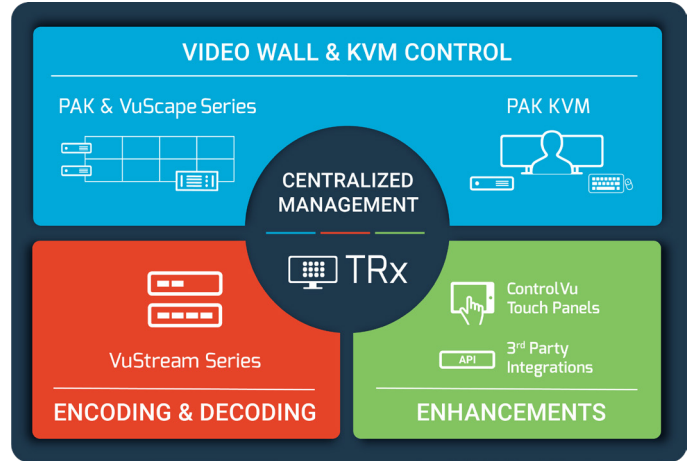 VIDEO WALL & KVM CONTROL
PAK & VuScape Series
PAK KVM
CENTRALIZED
MANAGEMENT
TRx
VuStream Series
ENCODING & DECODING
ControlVu
Touch Panels
API
3rd Party
Integrations
ENHANCEMENTS